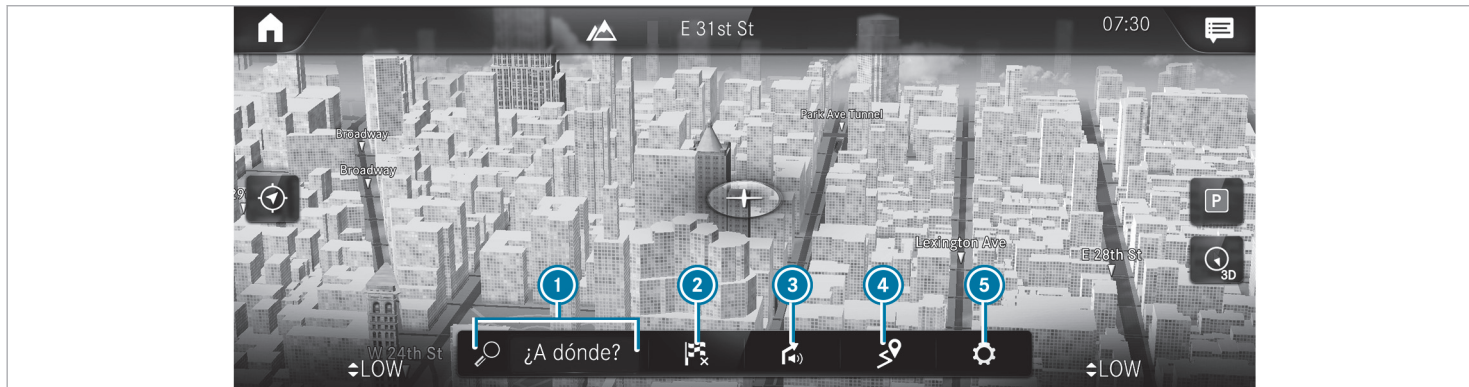 E 31st St
07:30
Park Ave Tunnel
Broadway
Broadway
P
Lexington Ave
E 28th St
3D
1
2
3
4
5
W 24th St
¿A dónde?
LOW
LOW